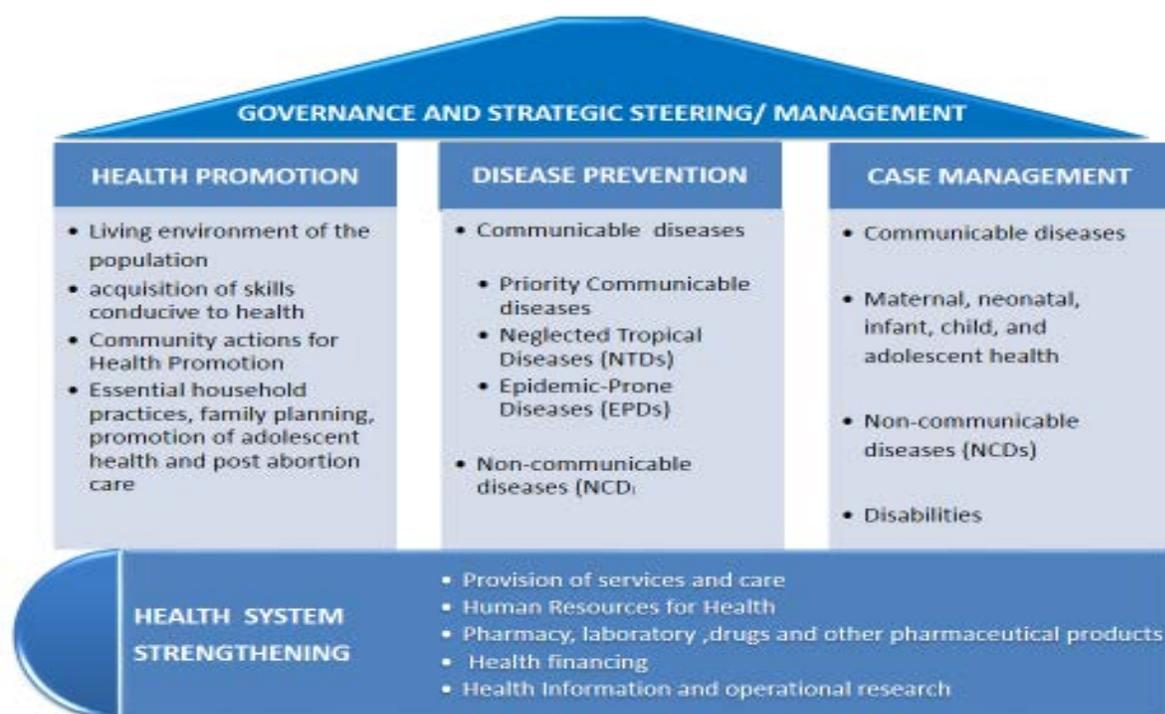 GOVERNANCE AND STRATEGIC STEERING/ MANAGEMENT
HEALTH PROMOTION
• Living environment of the
population
• acquisition of skills
conducive to health
• Community actions for
Health Promotion
• Essential household
practices, family planning,
promotion of adolescent
health and post abortion
care
DISEASE PREVENTION
• Communicable diseases
• Priority Communicable
diseases
• Neglected Tropical
Diseases (NTDs)
• Epidemic-Prone
Diseases (EPDs)
• Non-communicable
diseases (NCD
CASE MANAGEMENT
• Communicable diseases
• Maternal, neonatal,
infant, child, and
adolescent health
• Non-communicable
diseases (NCDs)
• Disabilities
HEALTH SYSTEM
STRENGTHENING
• Provision of services and care
• Human Resources for Health
• Pharmacy, laboratory ,drugs and other pharmaceutical products
• Health financing
• Health Information and operational research